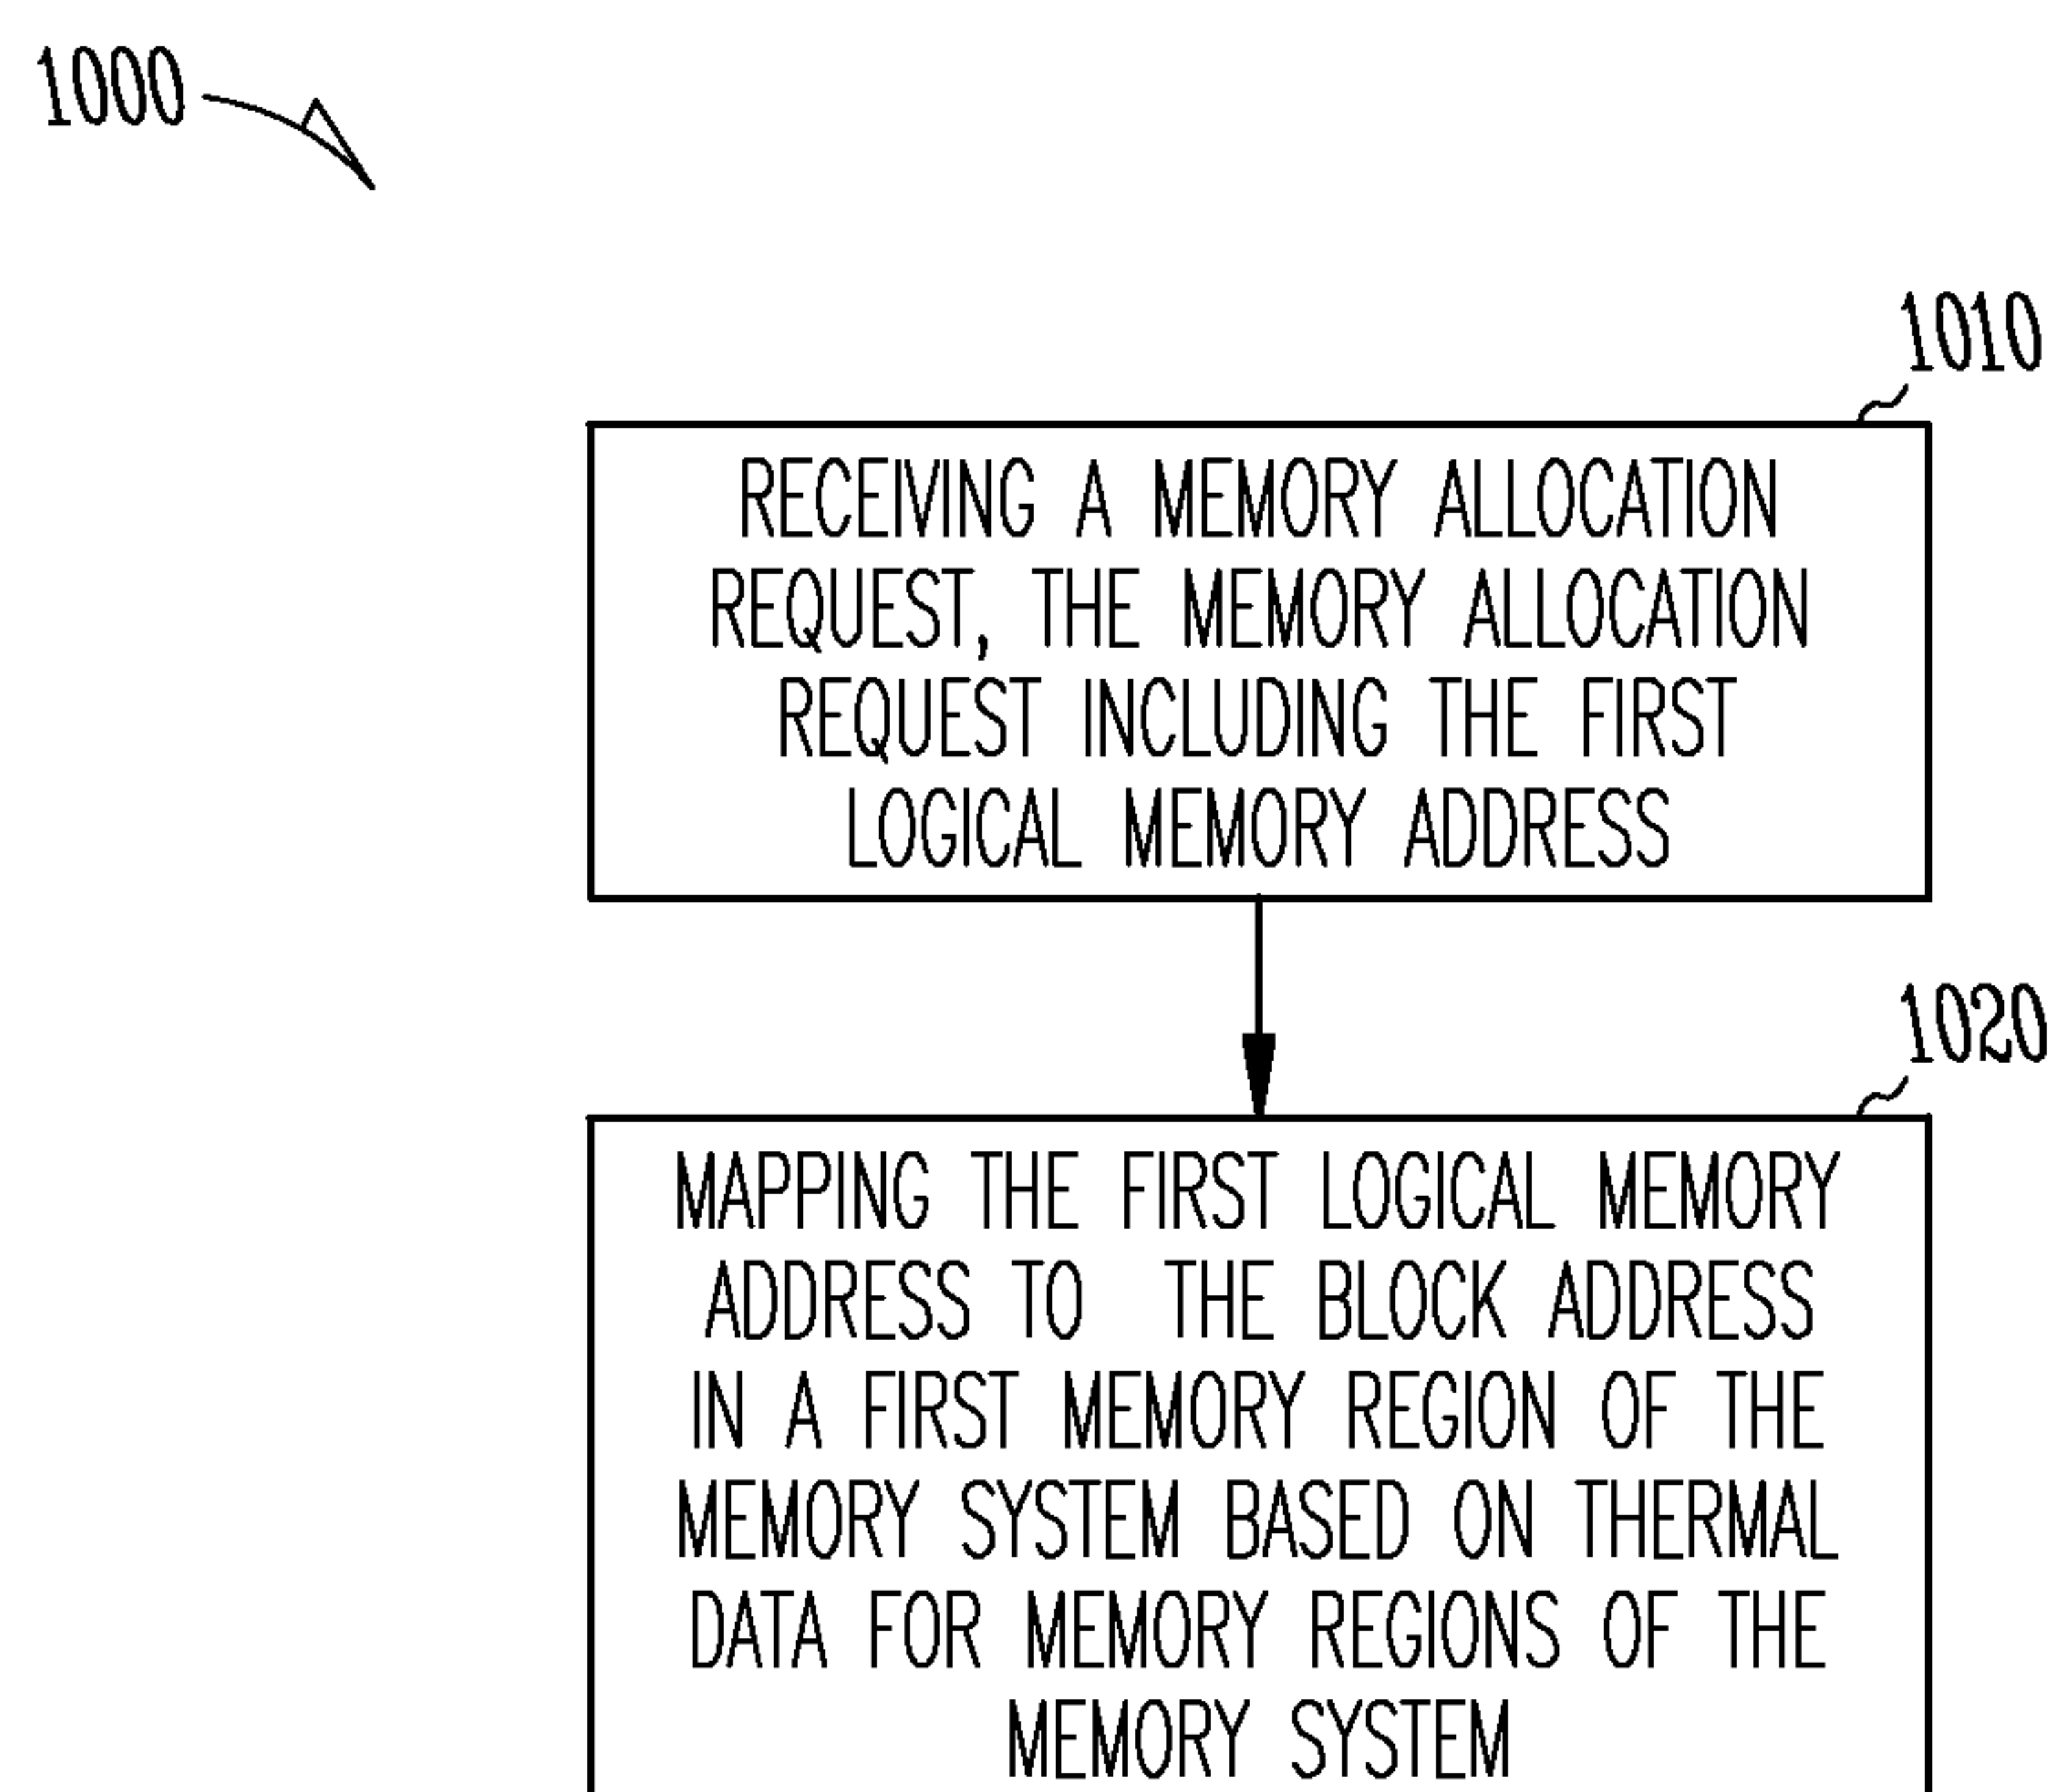 1000
1010
RECEIVING A MEMORY ALLOCATION
REQUEST, THE MEMORY ALLOCATION
REQUEST INCLUDING THE FIRST
LOGICAL MEMORY ADDRESS
1020
MAPPING THE FIRST LOGICAL MEMORY
ADDRESS TO THE BLOCK ADDRESS
IN A FIRST MEMORY REGION OF THE
MEMORY SYSTEM BASED ON THERMAL
DATA FOR MEMORY REGIONS OF THE
MEMORY SYSTEM